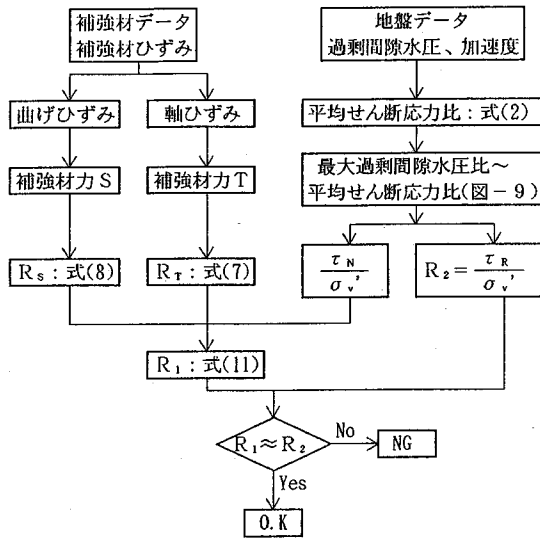 補強材データ
補強材ひずみ
地盤データ
過剰間隙水圧、加速度
曲げひずみ
軸ひずみ
平均せん断応力比：式(2)
補強材力S
補強材力T
最大過剰間隙水圧比～
平均せん断応力比(図－9)
RS：式(8)
RT：式(7)
τN
σv'
R2＝τR
σv'
R1：式(11)
R1≈R2
No
NG
Yes
O.K